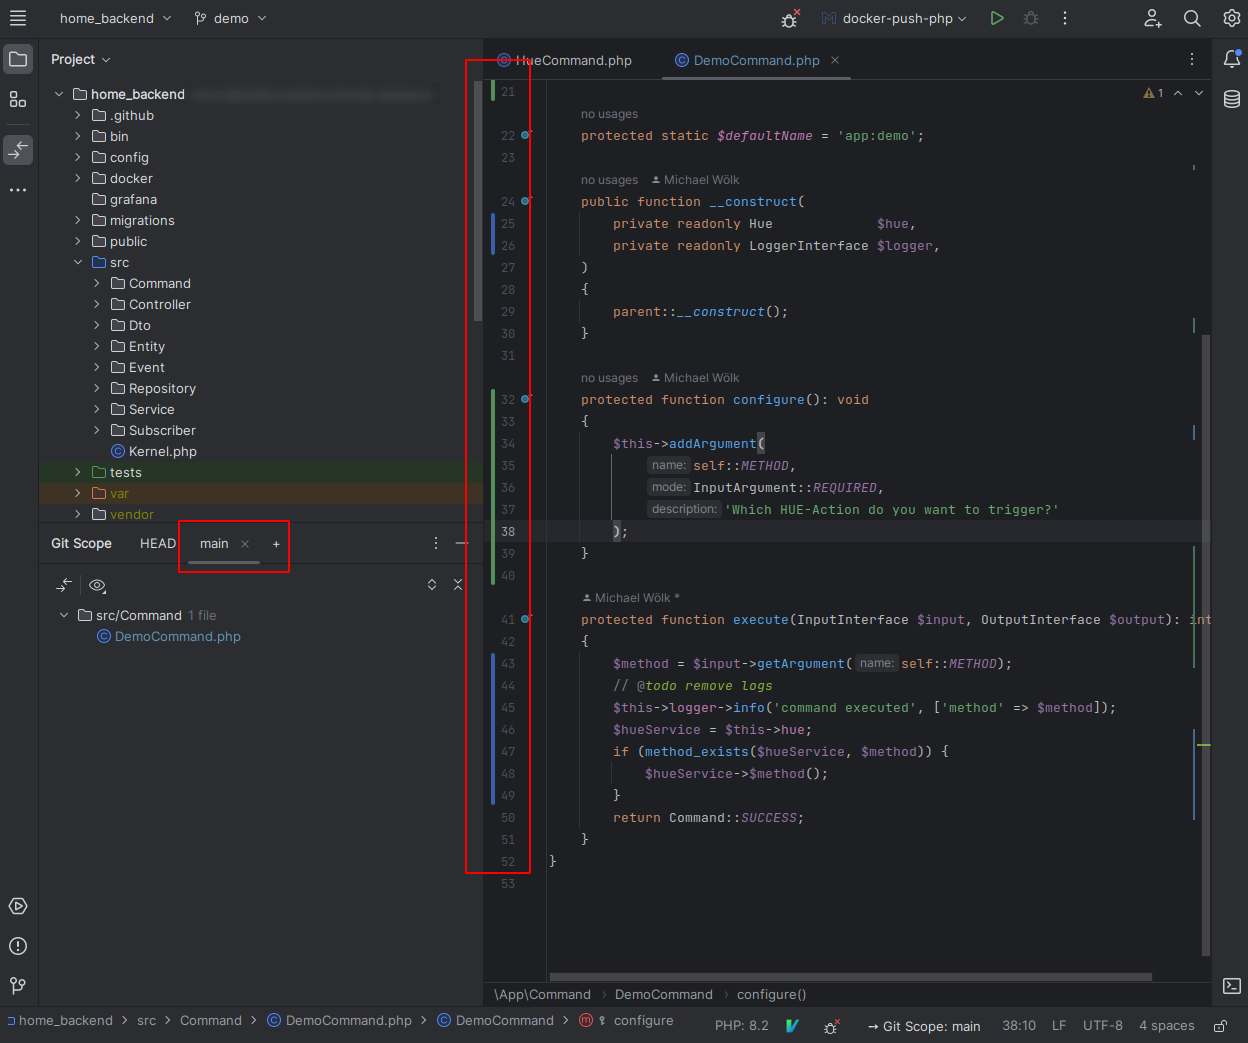 home_backend demo docker-push-php
Project
home_backend
.github
bin
config
docker
grafana
migrations
public
src
Command
Controller
Dto
Entity
Event
Repository
Service
Subscriber
Kernel.php
tests
var
vendor
Git Scope HEAD main +
src/Command 1 file
DemoCommand.php
HueCommand.php DemoCommand.php
21 1
no usages
22 protected static $defaultName = 'app:demo';
23
no usages Michael Wölk
24 public function __construct(
25 private readonly Hue $hue,
26 private readonly LoggerInterface $logger,
27 )
28 {
29 parent::__construct();
30 }
31
no usages Michael Wölk
32 protected function configure(): void
33 {
34 $this->addArgument(
35 name: self::METHOD,
36 mode: InputArgument::REQUIRED,
37 description: 'Which HUE-Action do you want to trigger?'
38 );
39 }
40
Michael Wölk *
41 protected function execute(InputInterface $input, OutputInterface $output): int
42 {
43 $method = $input->getArgument( name: self::METHOD);
44 // @todo remove logs
45 $this->logger->info('command executed', ['method' => $method]);
46 $hueService = $this->hue;
47 if (method_exists($hueService, $method)) {
48 $hueService->$method();
49 }
50 return Command::SUCCESS;
51 }
52 }
53
\App\Command › DemoCommand › configure()
home_backend > src > Command > DemoCommand.php > DemoCommand > configure PHP: 8.2 Git Scope: main 38:10 LF UTF-8 4 spaces